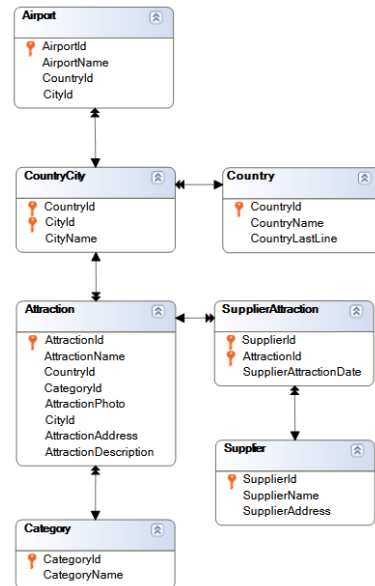 Airport
AirportId
AirportName
CountryId
CityId
CountryCity
CountryId
CityId
CityName
Country
CountryId
CountryName
CountryLastLine
Attraction
AttractionId
AttractionName
CountryId
CategoryId
AttractionPhoto
CityId
AttractionAddress
AttractionDescription
SupplierAttraction
SupplierId
AttractionId
SupplierAttractionDate
Supplier
SupplierId
SupplierName
SupplierAddress
Category
CategoryId
CategoryName